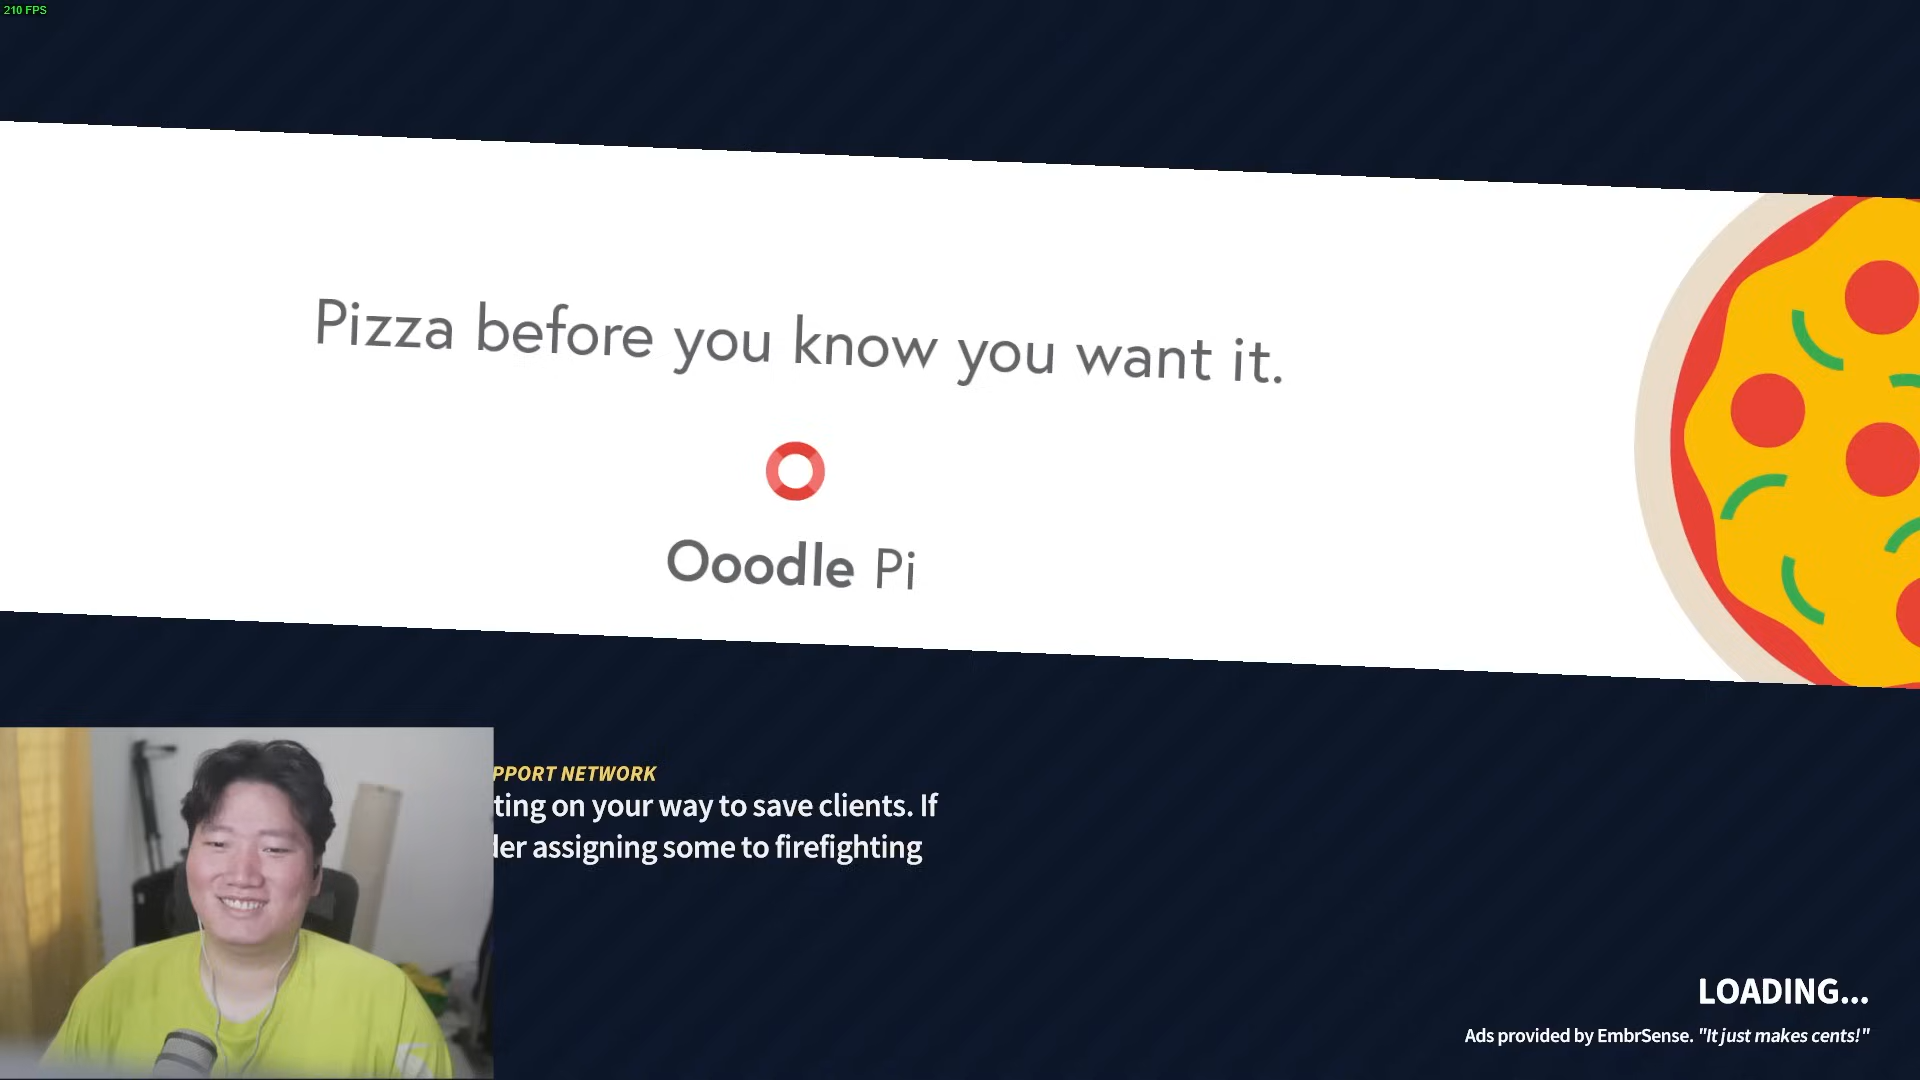 210 FPS
Pizza before you know you want it.
Ooodle Pi
PPORT NETWORK
ting on your way to save clients. If
der assigning some to firefighting
LOADING...
Ads provided by EmbrSense. "It just makes cents!"